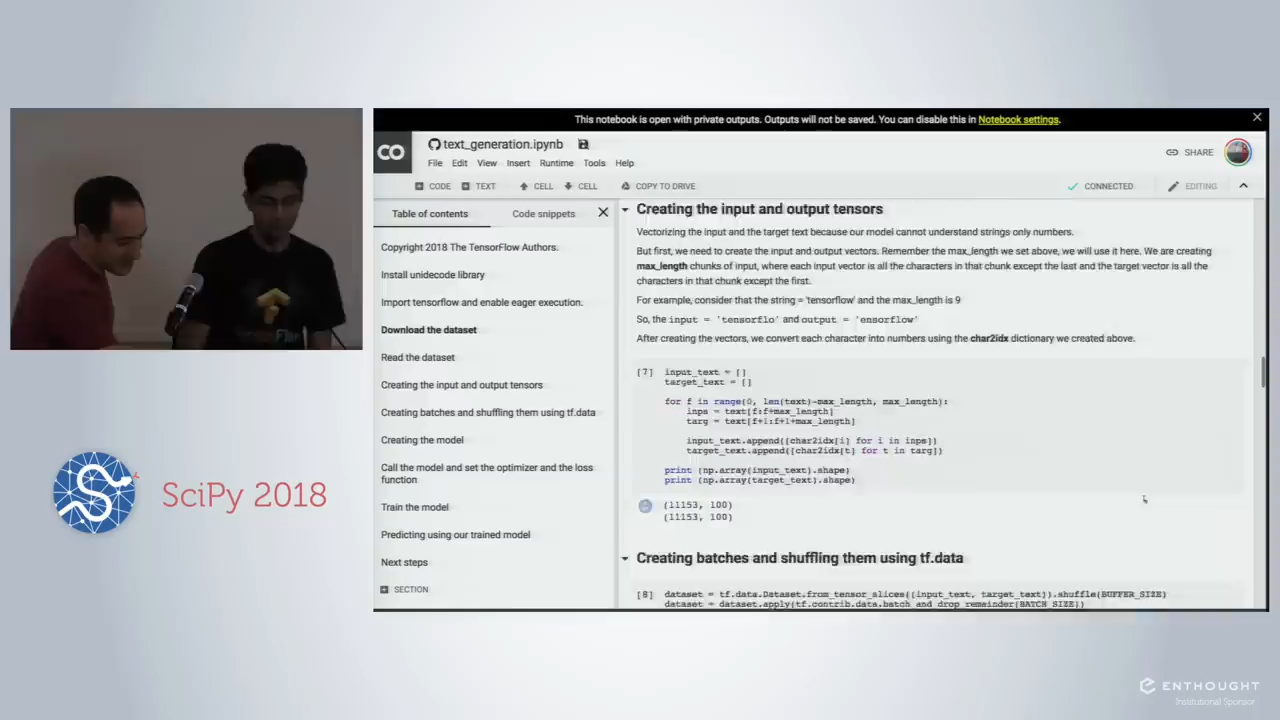 This notebook is open with private outputs. Outputs will not be saved. You can disable this in Notebook settings.
CO
text_generation.ipynb
SHARE
File Edit View Insert Runtime Tools Help
CODE TEXT CELL CELL COPY TO DRIVE CONNECTED EDITING
Table of contents Code snippets
Copyright 2018 The TensorFlow Authors.
Install unidecode library
Import tensorflow and enable eager execution.
Download the dataset
Read the dataset
Creating the input and output tensors
Creating batches and shuffling them using tf.data
Creating the model
Call the model and set the optimizer and the loss
function
Train the model
Predicting using our trained model
Next steps
SECTION
Creating the input and output tensors
Vectorizing the input and the target text because our model cannot understand strings only numbers.
But first, we need to create the input and output vectors. Remember the max_length we set above, we will use it here. We are creating
max_length chunks of input, where each input vector is all the characters in that chunk except the last and the target vector is all the
characters in that chunk except the first.
For example, consider that the string = 'tensorflow' and the max_length is 9
So, the input = 'tensorflo' and output = 'ensorflow'
After creating the vectors, we convert each character into numbers using the char2idx dictionary we created above.
[7] input_text = []
target_text = []
for f in range(0, len(text)-max_length, max_length):
inps = text[f:f+max_length]
targ = text[f+1:f+1+max_length]
input_text.append([char2idx[i] for i in inps])
target_text.append([char2idx[t] for t in targ])
print (np.array(input_text).shape)
print (np.array(target_text).shape)
(11153, 100)
(11153, 100)
Creating batches and shuffling them using tf.data
[8] dataset = tf.data.Dataset.from_tensor_slices((input_text, target_text)).shuffle(BUFFER_SIZE)
dataset = dataset.apply(tf.contrib.data.batch_and_drop_remainder(BATCH_SIZE))
SciPy 2018
ENTHOUGHT
Institutional Sponsor